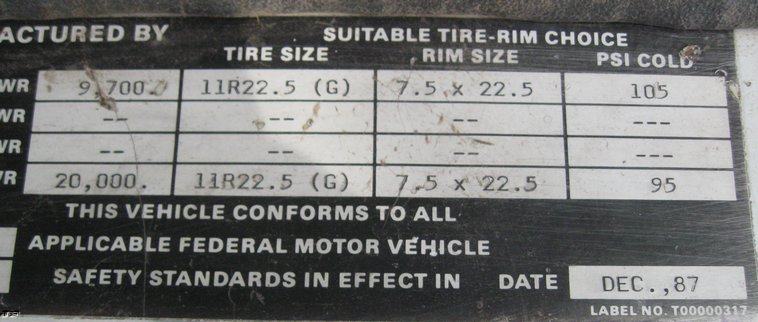 ACTURED BY SUITABLE TIRE-RIM CHOICE
TIRE SIZE RIM SIZE PSI COLD
WR 9,700. 11R22.5 (G) 7.5 x 22.5 105
WR -- -- -- ---
WR -- -- -- ---
WR 20,000. 11R22.5 (G) 7.5 x 22.5 95
THIS VEHICLE CONFORMS TO ALL
APPLICABLE FEDERAL MOTOR VEHICLE
SAFETY STANDARDS IN EFFECT IN DATE DEC.,87
LABEL NO. T00000317